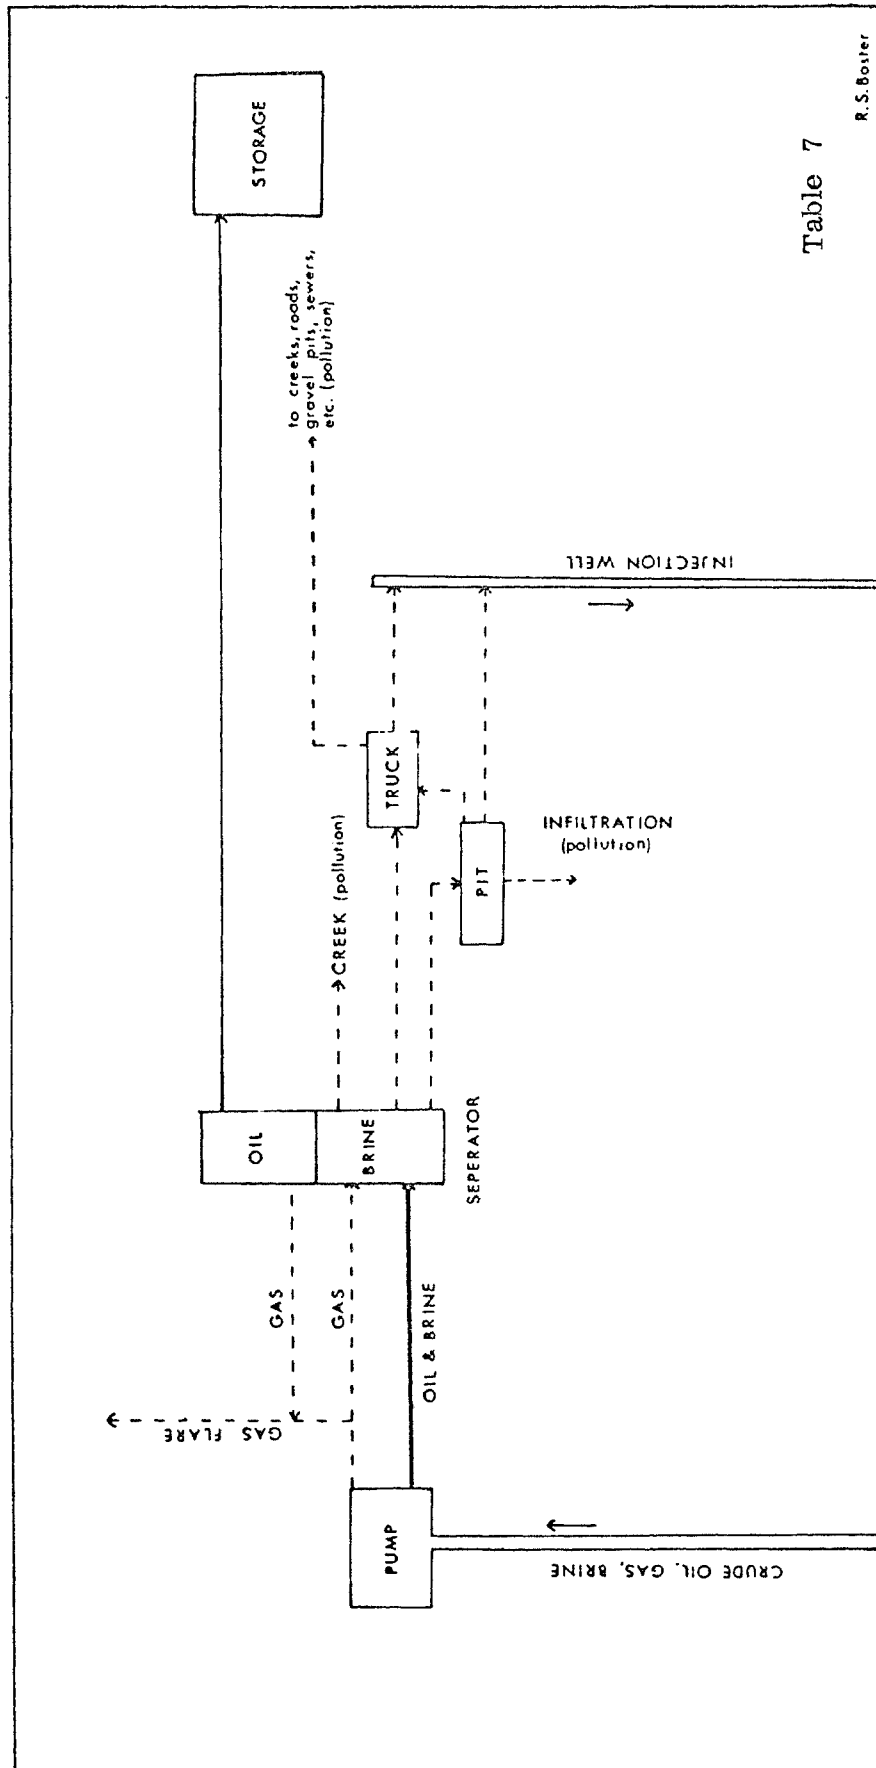 STORAGE
to creeks, roads,
gravel pits, sewers,
etc. (pollution)
INJECTION WELL
TRUCK
CREEK (pollution)
PIT
INFILTRATION
(pollution)
OIL
BRINE
SEPERATOR
GAS
GAS
GAS FLARE
OIL & BRINE
PUMP
CRUDE OIL, GAS, BRINE
Table 7
R.S. Boster